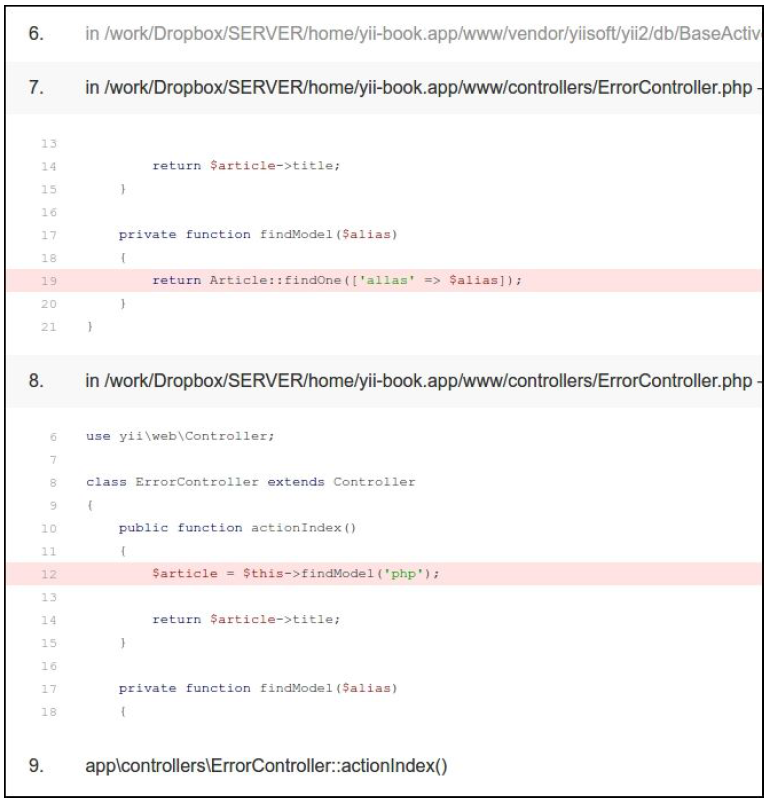 6. in /work/Dropbox/SERVER/home/yii-book.app/www/vendor/yiisoft/yii2/db/BaseActiv
7. in /work/Dropbox/SERVER/home/yii-book.app/www/controllers/ErrorController.php -
13
14 return $article->title;
15 }
16
17 private function findModel($alias)
18 {
19 return Article::findOne(['allas' => $alias]);
20 }
21 }
8. in /work/Dropbox/SERVER/home/yii-book.app/www/controllers/ErrorController.php -
6 use yii\web\Controller;
7
8 class ErrorController extends Controller
9 {
10 public function actionIndex()
11 {
12 $article = $this->findModel('php');
13
14 return $article->title;
15 }
16
17 private function findModel($alias)
18 {
9. app\controllers\ErrorController::actionIndex()